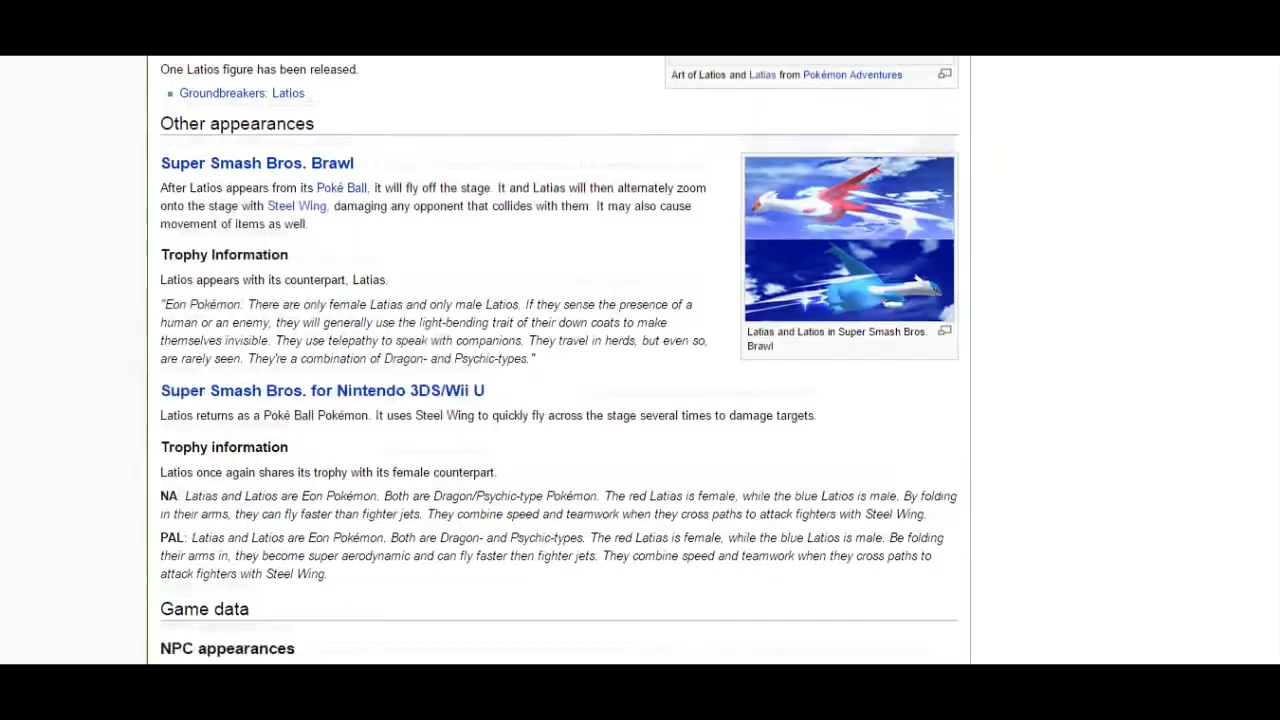 One Latios figure has been released.
Groundbreakers: Latios
Art of Latios and Latias from Pokémon Adventures
Other appearances
Super Smash Bros. Brawl
After Latios appears from its Poké Ball, it will fly off the stage. It and Latias will then alternately zoom
onto the stage with Steel Wing, damaging any opponent that collides with them. It may also cause
movement of items as well.
Trophy Information
Latios appears with its counterpart, Latias.
"Eon Pokémon. There are only female Latias and only male Latios. If they sense the presence of a
human or an enemy, they will generally use the light-bending trait of their down coats to make
themselves invisible. They use telepathy to speak with companions. They travel in herds, but even so,
are rarely seen. They're a combination of Dragon- and Psychic-types."
Latias and Latios in Super Smash Bros.
Brawl
Super Smash Bros. for Nintendo 3DS/Wii U
Latios returns as a Poké Ball Pokémon. It uses Steel Wing to quickly fly across the stage several times to damage targets.
Trophy information
Latios once again shares its trophy with its female counterpart.
NA: Latias and Latios are Eon Pokémon. Both are Dragon/Psychic-type Pokémon. The red Latias is female, while the blue Latios is male. By folding
in their arms, they can fly faster than fighter jets. They combine speed and teamwork when they cross paths to attack fighters with Steel Wing.
PAL: Latias and Latios are Eon Pokémon. Both are Dragon- and Psychic-types. The red Latias is female, while the blue Latios is male. Be folding
their arms in, they become super aerodynamic and can fly faster then fighter jets. They combine speed and teamwork when they cross paths to
attack fighters with Steel Wing.
Game data
NPC appearances